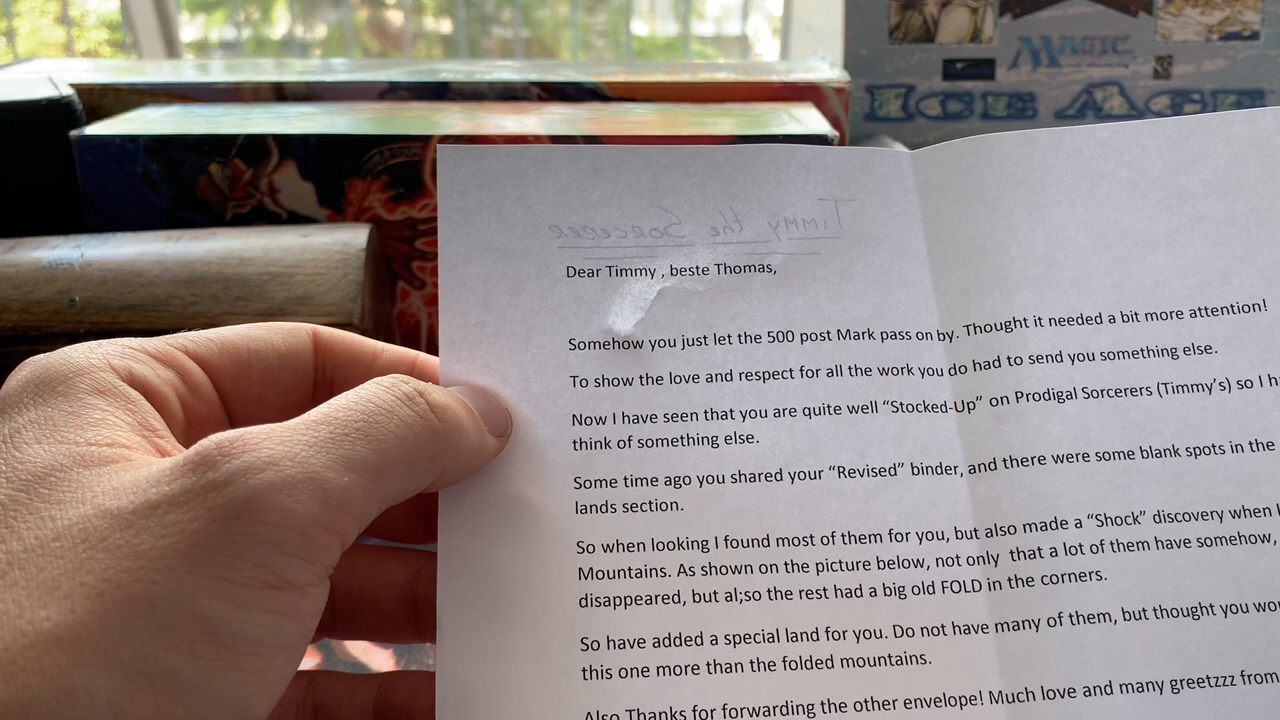 MAGIC
ICE AGE
Timmy the Sorcerer
Dear Timmy , beste Thomas,
Somehow you just let the 500 post Mark pass on by. Thought it needed a bit more attention!
To show the love and respect for all the work you do had to send you something else.
Now I have seen that you are quite well “Stocked-Up” on Prodigal Sorcerers (Timmy’s) so I
think of something else.
Some time ago you shared your “Revised” binder, and there were some blank spots in the
lands section.
So when looking I found most of them for you, but also made a “Shock” discovery when
Mountains. As shown on the picture below, not only that a lot of them have somehow,
disappeared, but al;so the rest had a big old FOLD in the corners.
So have added a special land for you. Do not have many of them, but thought you
this one more than the folded mountains.
Also Thanks for forwarding the other envelope! Much love and many greetzzz from